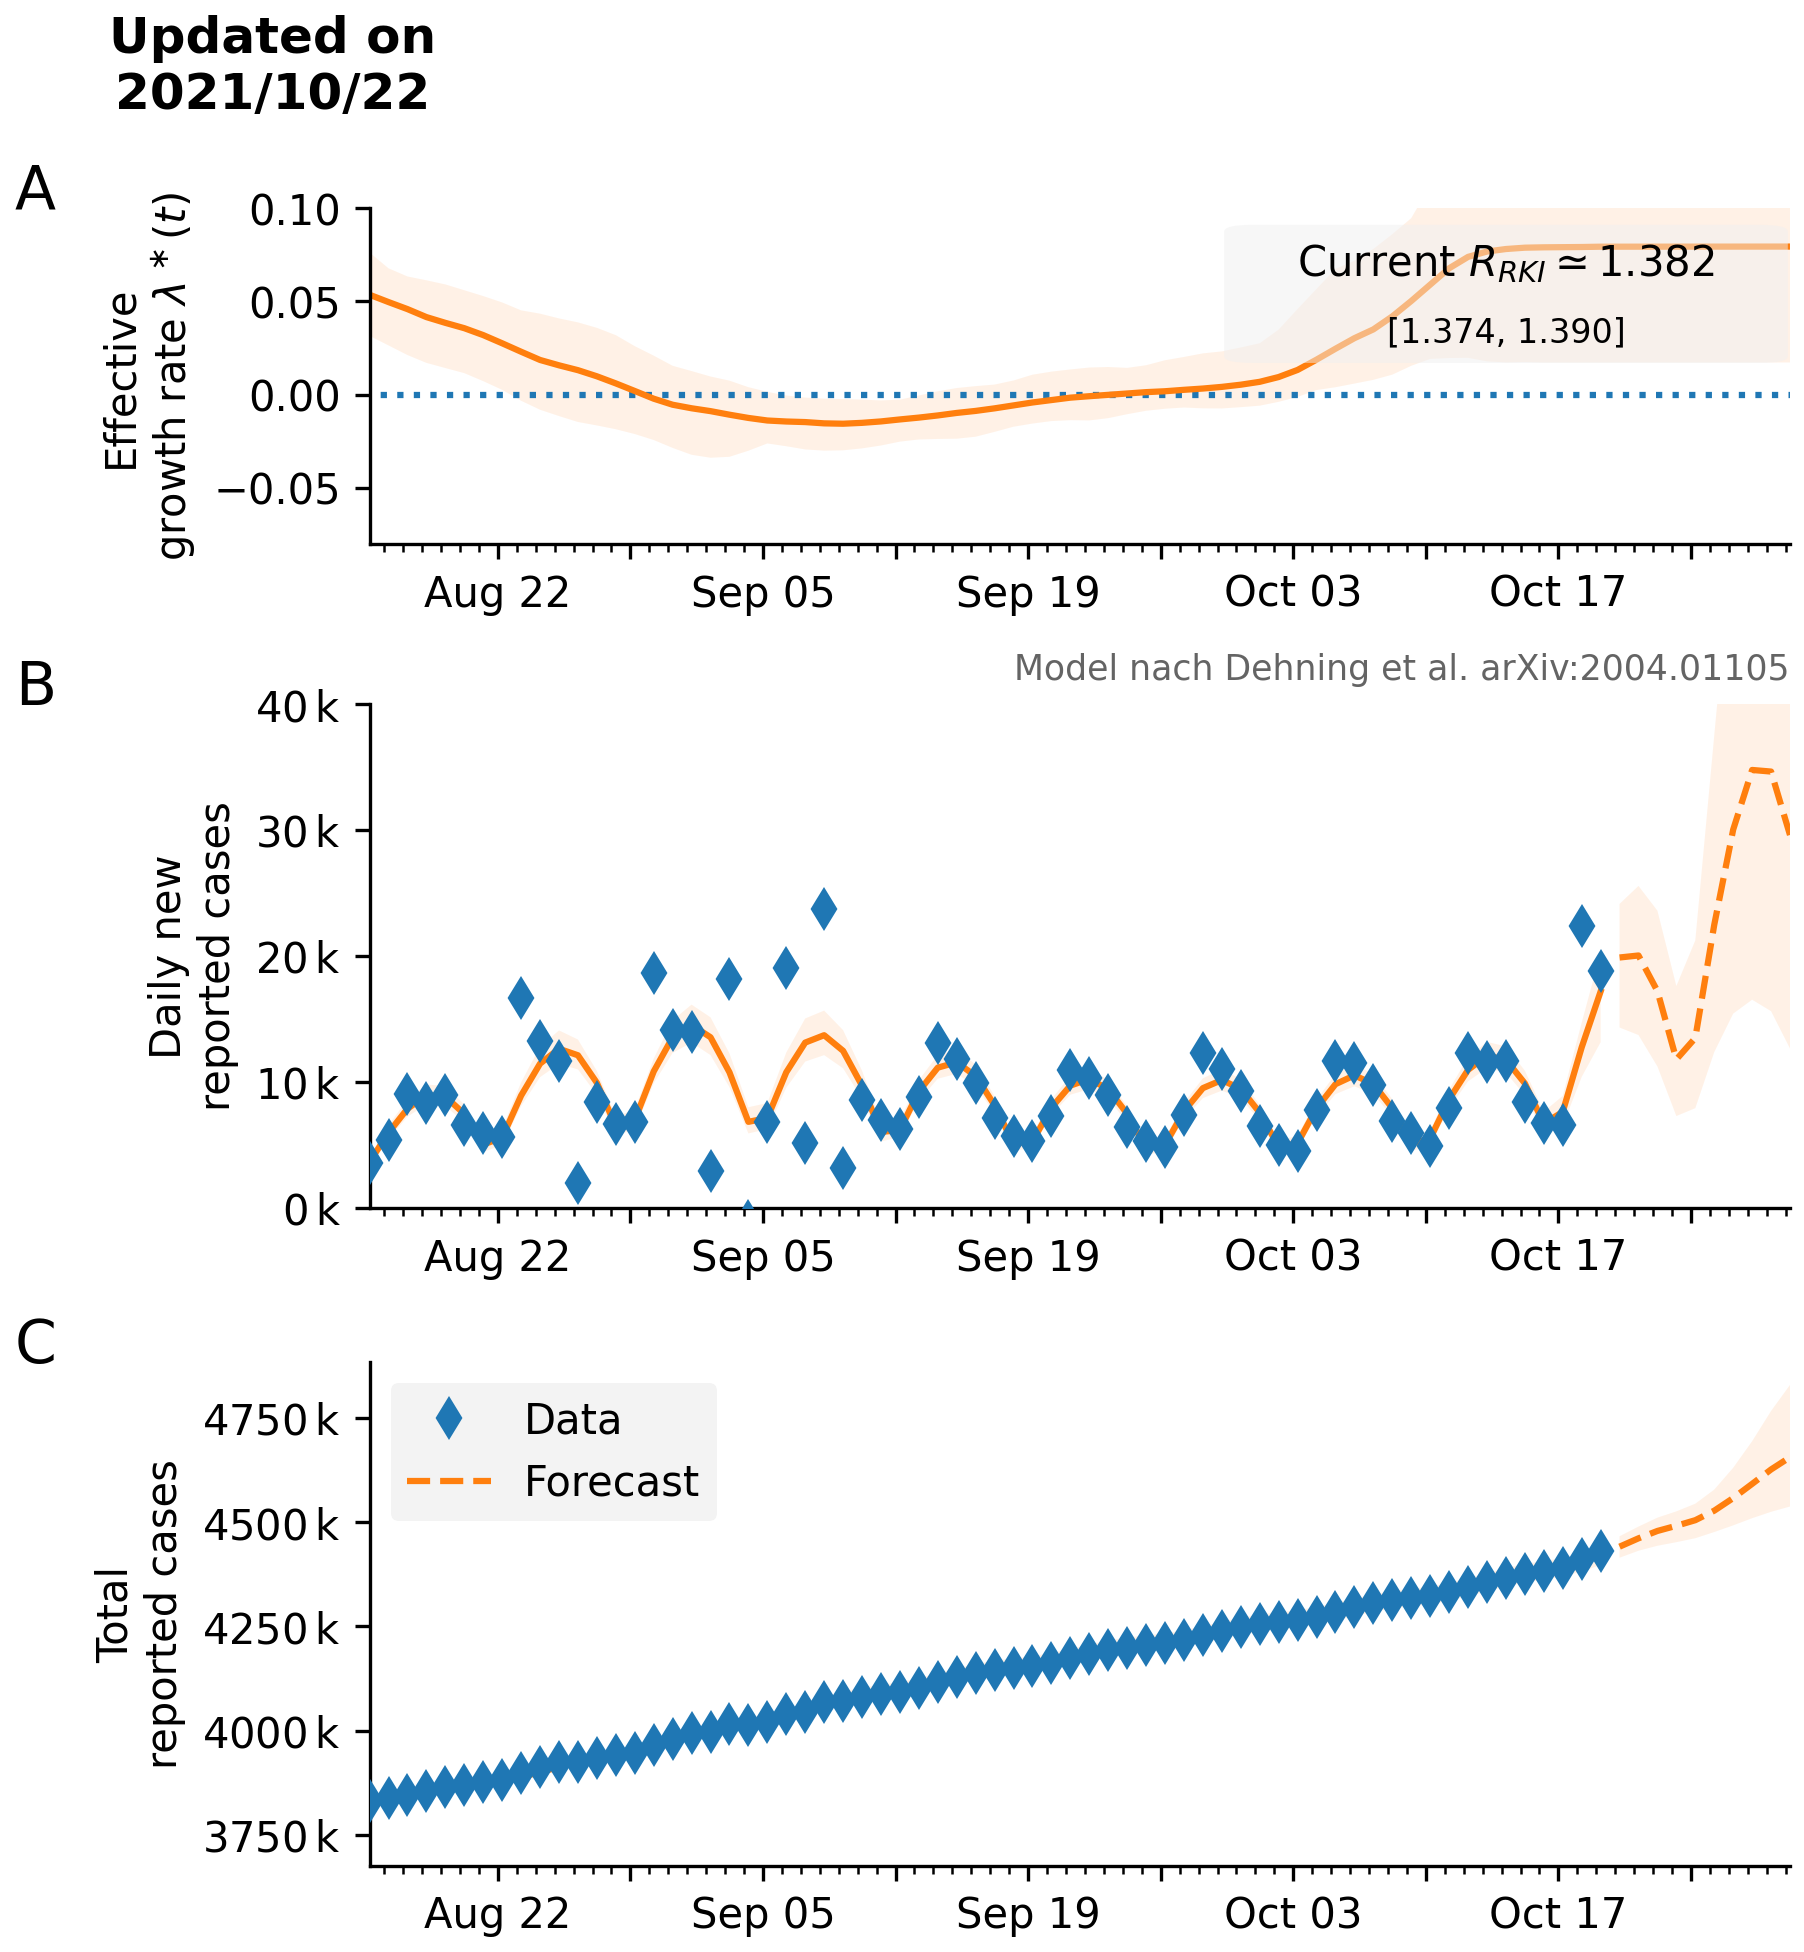 Updated on
2021/10/22
A
Effective
growth rate λ * (t)
0.10
0.05
0.00
−0.05
Current R_RKI ≃ 1.382
[1.374, 1.390]
Aug 22
Sep 05
Sep 19
Oct 03
Oct 17
B
Model nach Dehning et al. arXiv:2004.01105
Daily new
reported cases
40 k
30 k
20 k
10 k
0 k
Aug 22
Sep 05
Sep 19
Oct 03
Oct 17
C
Total
reported cases
4750 k
4500 k
4250 k
4000 k
3750 k
Data
Forecast
Aug 22
Sep 05
Sep 19
Oct 03
Oct 17